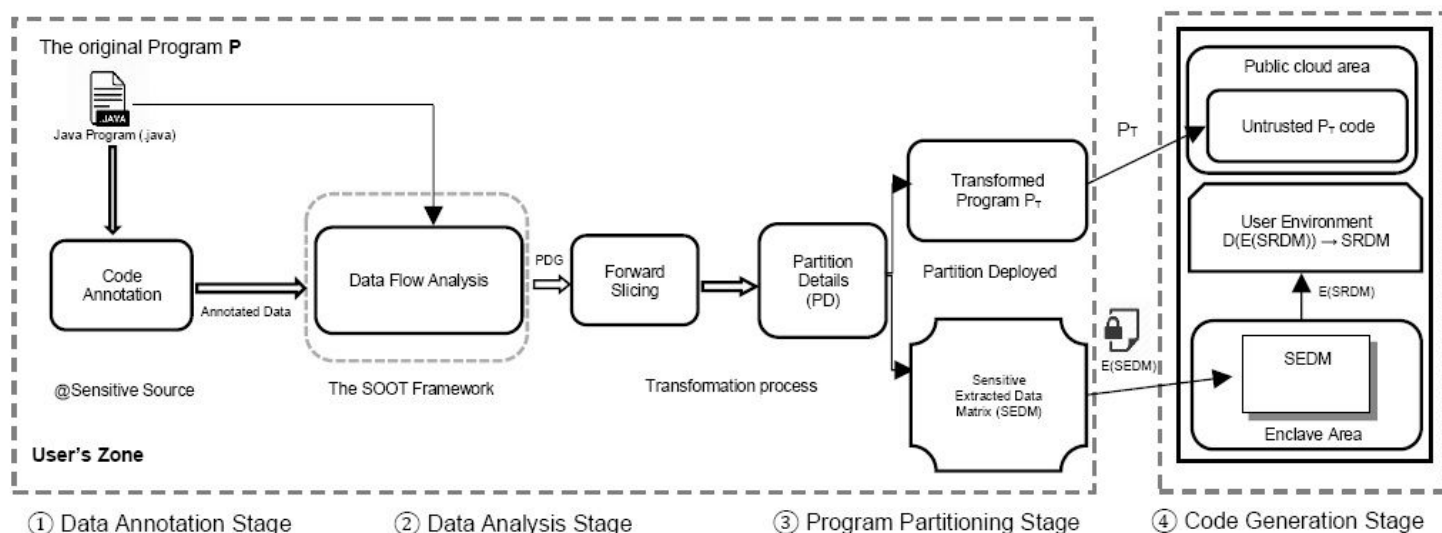 The original Program P
.JAVA
Java Program (.java)
Code
Annotation
Annotated Data
@Sensitive Source
User's Zone
Data Flow Analysis
The SOOT Framework
PDG
Forward
Slicing
Transformation process
Partition
Details
(PD)
Transformed
Program PT
Partition Deployed
Sensitive
Extracted Data
Matrix (SEDM)
PT
E(SEDM)
Public cloud area
Untrusted PT code
User Environment
D(E(SRDM)) → SRDM
E(SRDM)
SEDM
Enclave Area
① Data Annotation Stage
② Data Analysis Stage
③ Program Partitioning Stage
④ Code Generation Stage